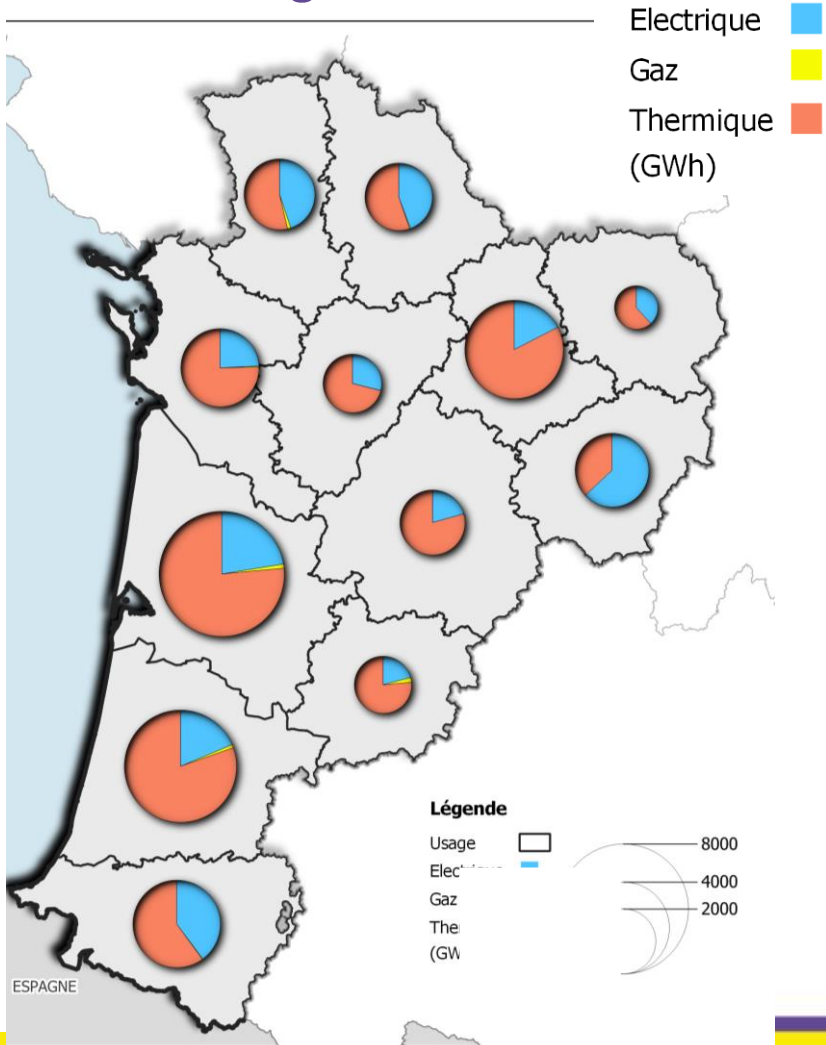 Electrique
Gaz
Thermique
(GWh)
Légende
Usage
8000
4000
Gaz
2000
ESPAGNE